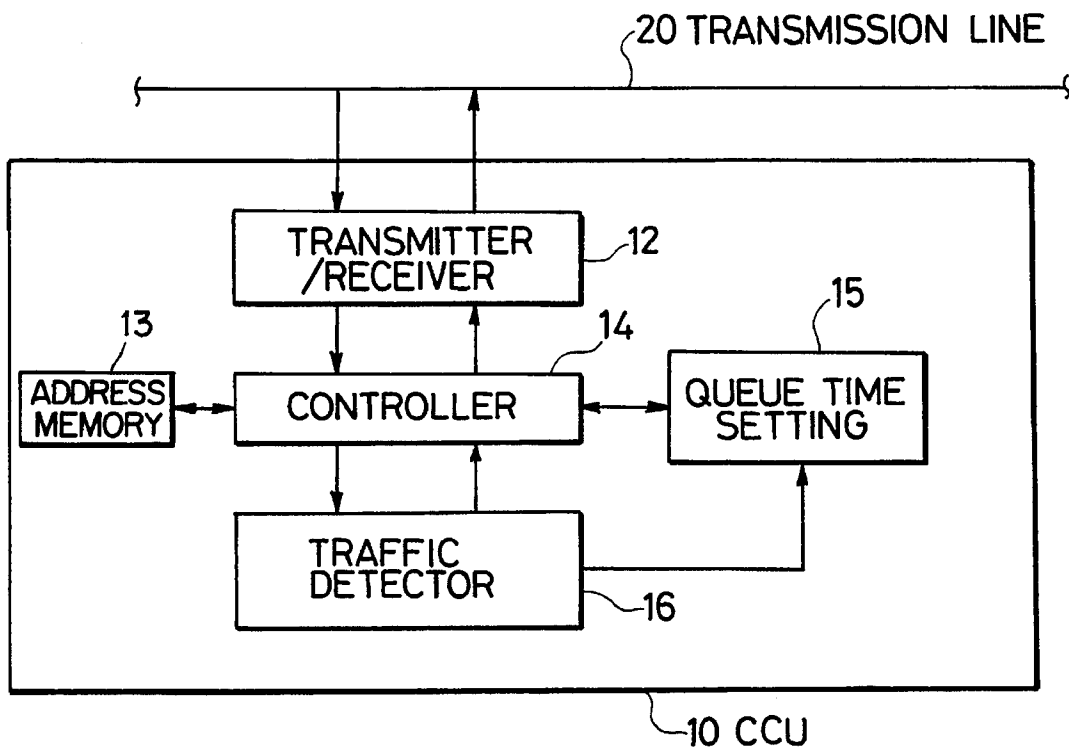 20 TRANSMISSION LINE
TRANSMITTER
/RECEIVER
12
13
14
15
ADDRESS
MEMORY
CONTROLLER
QUEUE TIME
SETTING
TRAFFIC
DETECTOR
16
10 CCU